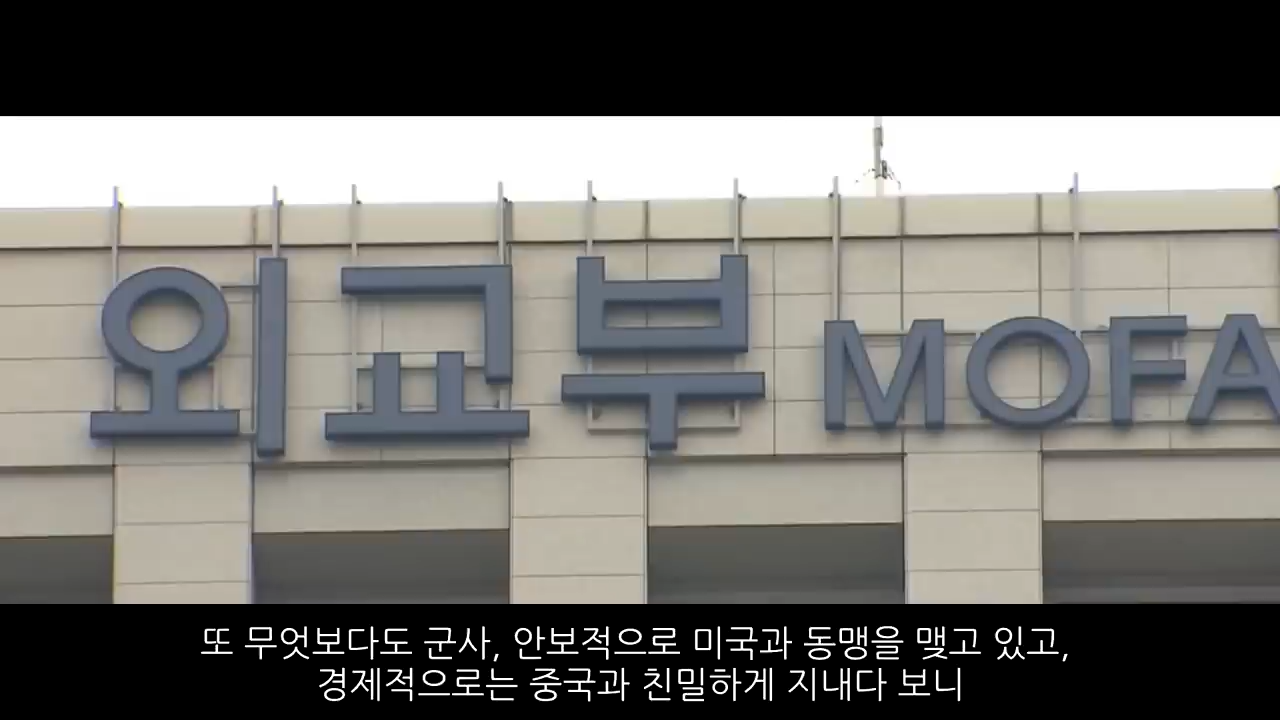 외교부 MOFA
또 무엇보다도 군사, 안보적으로 미국과 동맹을 맺고 있고,
경제적으로는 중국과 친밀하게 지내다 보니